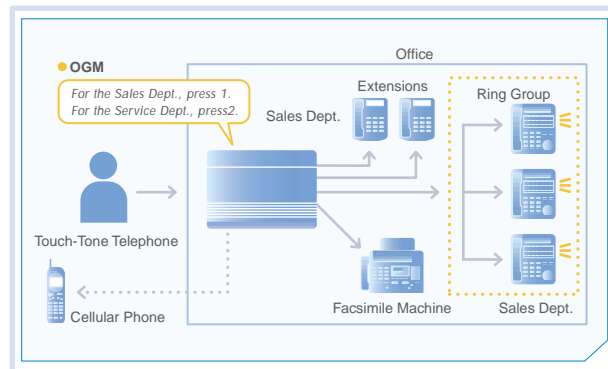 Office
OGM
For the Sales Dept., press 1.
For the Service Dept., press2.
Extensions
Ring Group
Sales Dept.
Touch-Tone Telephone
Cellular Phone
Facsimile Machine
Sales Dept.